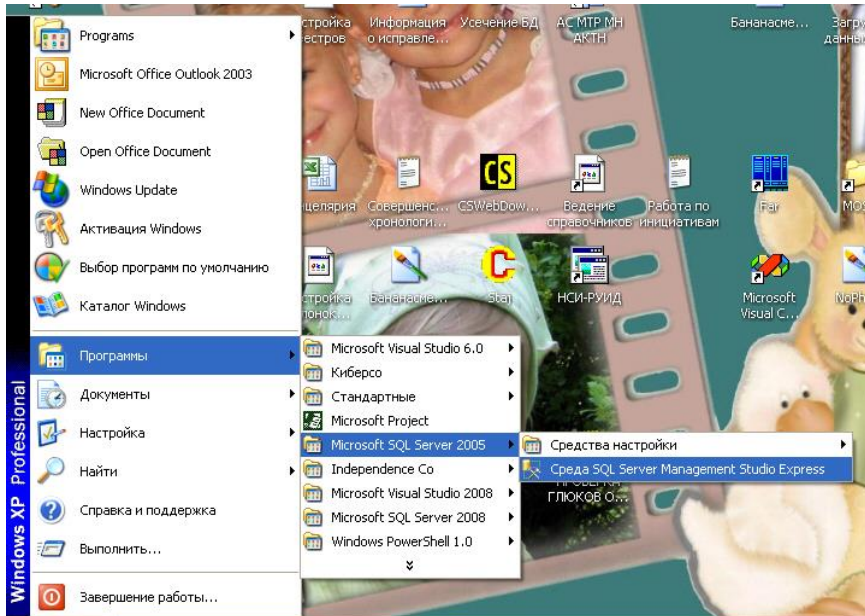 Programs
Microsoft Office Outlook 2003
New Office Document
Open Office Document
Windows Update
Активация Windows
Выбор программ по умолчанию
Каталог Windows
Программы
Документы
Настройка
Найти
Справка и поддержка
Выполнить...
Завершение работы...
Windows XP Professional
Microsoft Visual Studio 6.0
Киберсо
Стандартные
Microsoft Project
Microsoft SQL Server 2005
Independence Co
Microsoft Visual Studio 2008
Microsoft SQL Server 2008
Windows PowerShell 1.0
Средства настройки
Среда SQL Server Management Studio Express
стройка
естров
Информация
о исправле...
Усечение БД
АС МТР МН
АКТН
Бананасме...
Загру
данны
нцелярия
Совершенс...
хронологи...
CS
CSWebDow...
Ведение
справочников
Работа по
инициативам
Far
MOS
стройка
лонок...
Бананасме...
Staj
НСИ-РУИД
Microsoft
Visual C...
NoPh
ГЛЮКОВ О...